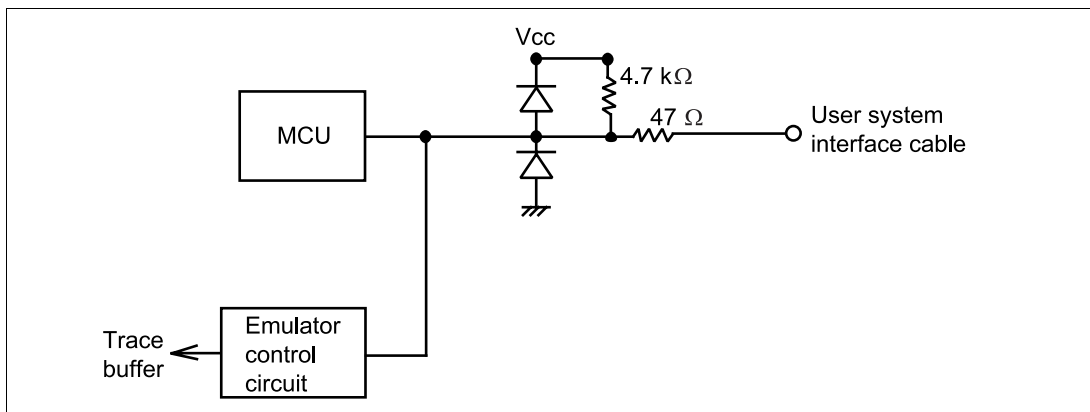 Vcc
4.7 kΩ
47 Ω
MCU
User system
interface cable
Emulator
control
circuit
Trace
buffer